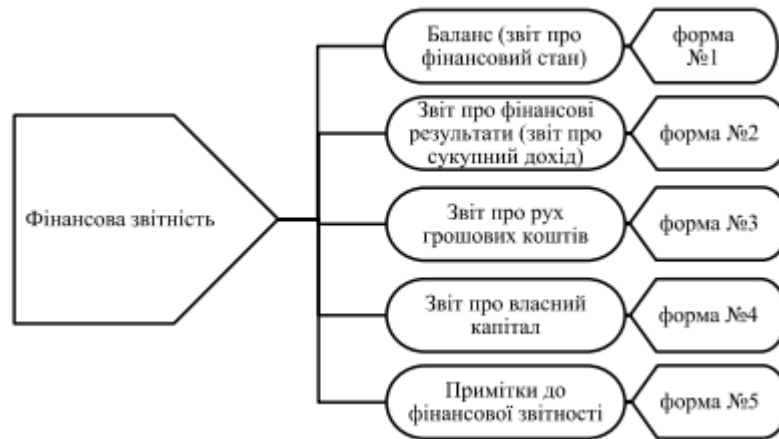 Баланс (звіт про
фінансовий стан)
форма
№1
Звіт про фінансові
результати (звіт про
сукупний дохід)
форма №2
Фінансова звітність
Звіт про рух
грошових коштів
форма №3
Звіт про власний
капітал
форма №4
Примітки до
фінансової звітності
форма №5